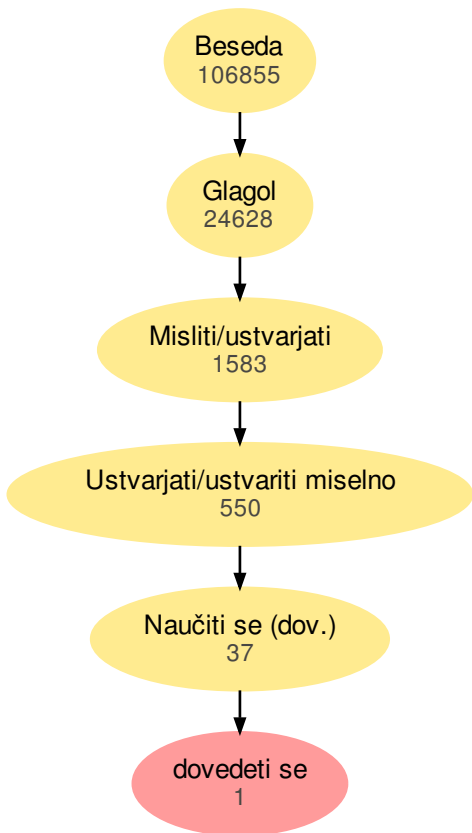 Beseda
106855
Glagol
24628
Misliti/ustvarjati
1583
Ustvarjati/ustvariti miselno
550
Naučiti se (dov.)
37
dovedeti se
1